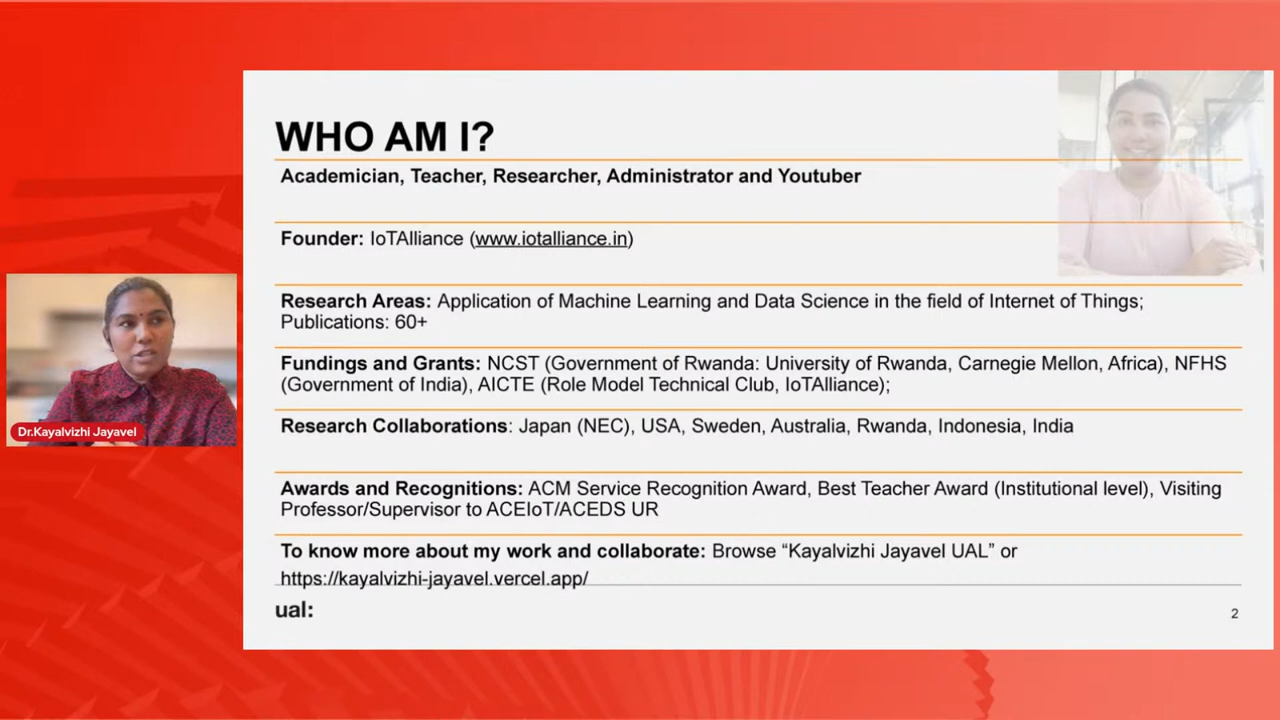 WHO AM I?
Academician, Teacher, Researcher, Administrator and Youtuber
Founder: IoTAlliance (www.iotalliance.in)
Research Areas: Application of Machine Learning and Data Science in the field of Internet of Things;
Publications: 60+
Fundings and Grants: NCST (Government of Rwanda: University of Rwanda, Carnegie Mellon, Africa), NFHS
(Government of India), AICTE (Role Model Technical Club, IoTAlliance);
Research Collaborations: Japan (NEC), USA, Sweden, Australia, Rwanda, Indonesia, India
Awards and Recognitions: ACM Service Recognition Award, Best Teacher Award (Institutional level), Visiting
Professor/Supervisor to ACEIoT/ACEDS UR
To know more about my work and collaborate: Browse “Kayalvizhi Jayavel UAL” or
https://kayalvizhi-jayavel.vercel.app/
ual:
2
Dr.Kayalvizhi Jayavel